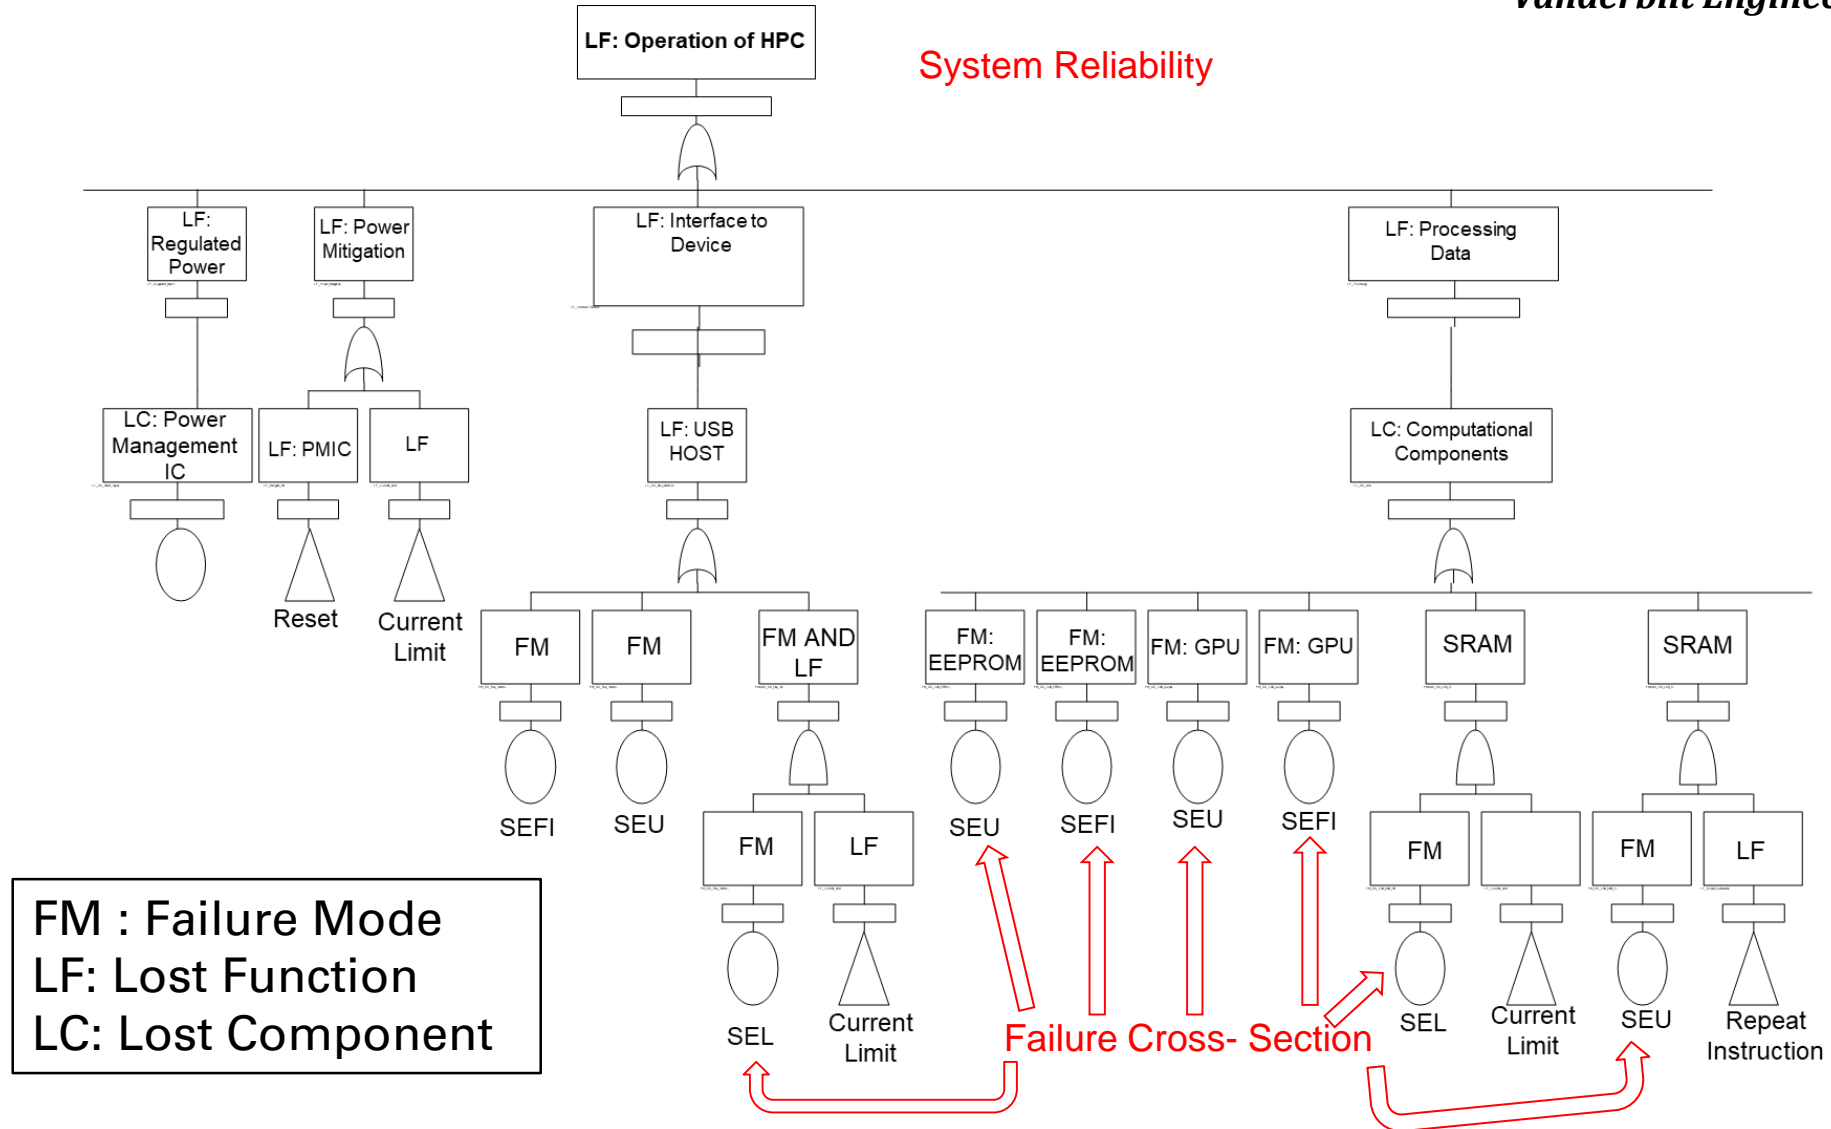 Vanderbilt Enginee
LF: Operation of HPC
System Reliability
LF:
Regulated
Power
LF: Power
Mitigation
LF: Interface to
Device
LF: Processing
Data
LC: Power
Management
IC
LF: PMIC
LF
LF: USB
HOST
LC: Computational
Components
Reset
Current
Limit
FM
FM
FM AND
LF
FM:
EEPROM
FM:
EEPROM
FM: GPU
FM: GPU
SRAM
SRAM
SEFI
SEU
SEU
SEFI
SEU
SEFI
FM
LF
FM
FM
LF
SEL
Current
Limit
Failure Cross- Section
SEL
Current
Limit
SEU
Repeat
Instruction
FM : Failure Mode
LF: Lost Function
LC: Lost Component